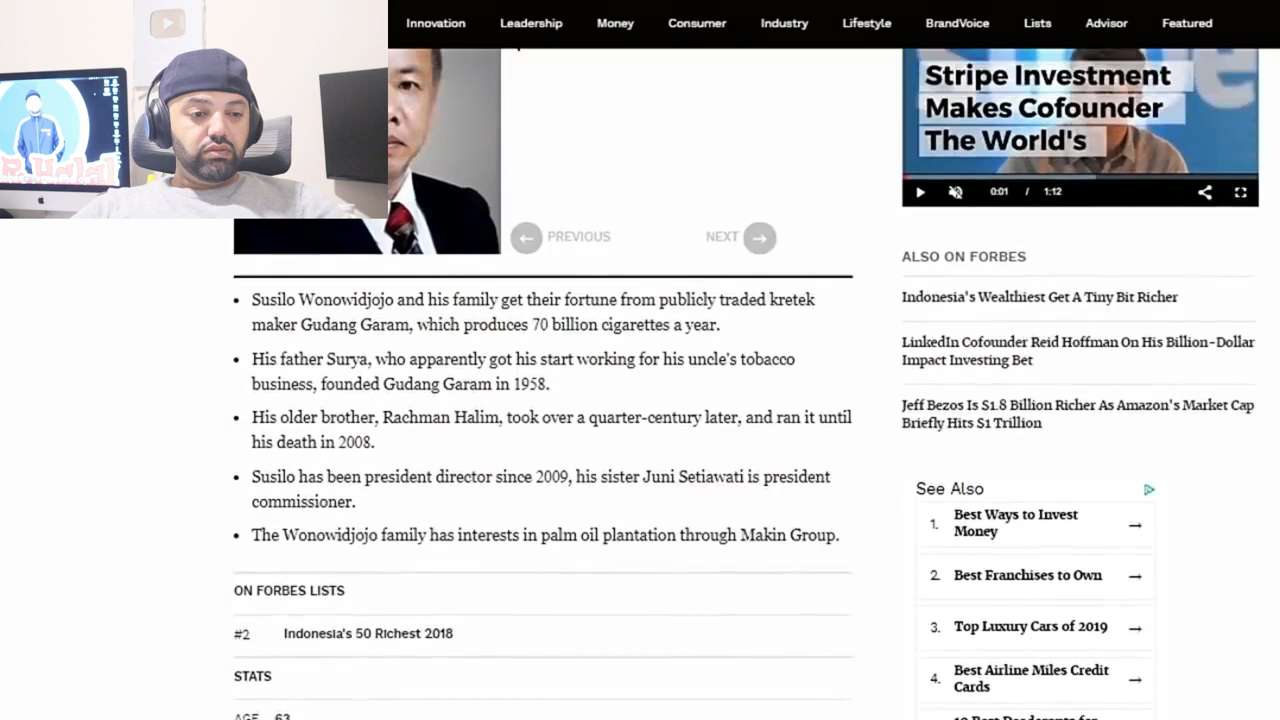 Innovation Leadership Money Consumer Industry Lifestyle BrandVoice Lists Advisor Featured
Stripe Investment
Makes Cofounder
The World's
0:01 / 1:12
PREVIOUS
NEXT
Susilo Wonowidjojo and his family get their fortune from publicly traded kretek
maker Gudang Garam, which produces 70 billion cigarettes a year.
His father Surya, who apparently got his start working for his uncle's tobacco
business, founded Gudang Garam in 1958.
His older brother, Rachman Halim, took over a quarter-century later, and ran it until
his death in 2008.
Susilo has been president director since 2009, his sister Juni Setiawati is president
commissioner.
The Wonowidjojo family has interests in palm oil plantation through Makin Group.
ON FORBES LISTS
#2 Indonesia's 50 Richest 2018
STATS
AGE 63
ALSO ON FORBES
Indonesia's Wealthiest Get A Tiny Bit Richer
LinkedIn Cofounder Reid Hoffman On His Billion-Dollar
Impact Investing Bet
Jeff Bezos Is $1.8 Billion Richer As Amazon's Market Cap
Briefly Hits $1 Trillion
See Also
1. Best Ways to Invest
Money
2. Best Franchises to Own
3. Top Luxury Cars of 2019
4. Best Airline Miles Credit
Cards
10 Best Deodorants for